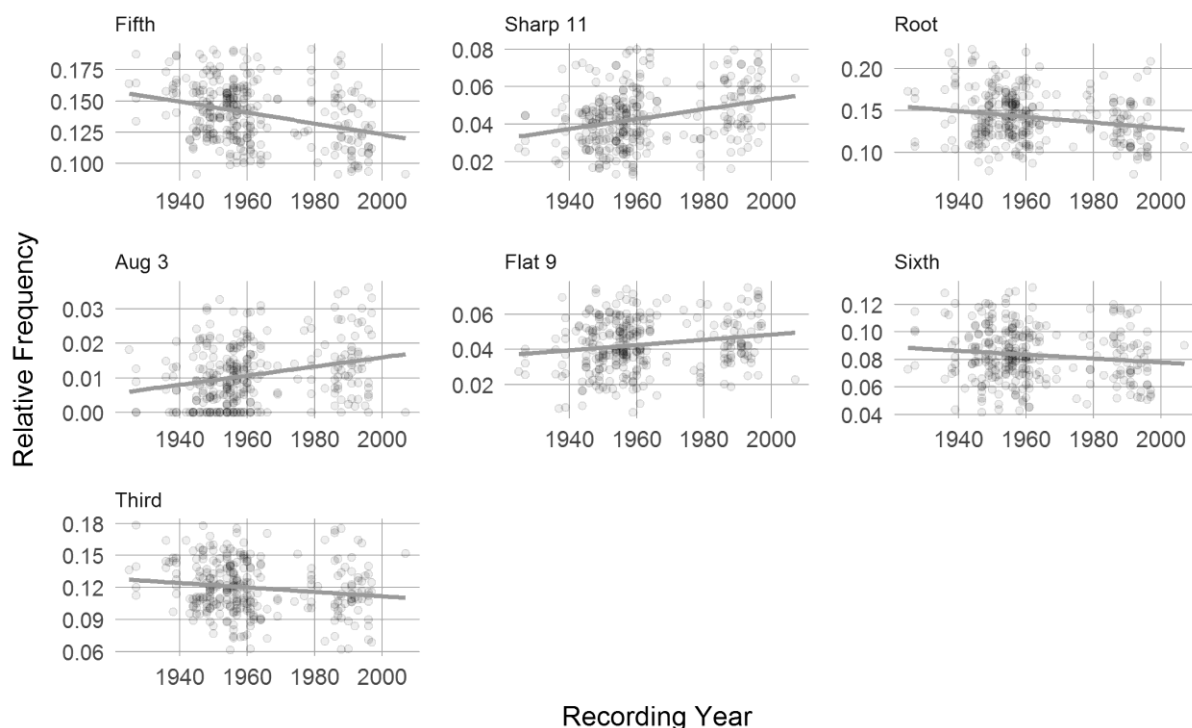 Fifth
0.175
0.150
0.125
0.100
1940 1960 1980 2000
Sharp 11
0.08
0.06
0.04
0.02
1940 1960 1980 2000
Root
0.20
0.15
0.10
1940 1960 1980 2000
Relative Frequency
Aug 3
0.03
0.02
0.01
0.00
1940 1960 1980 2000
Flat 9
0.06
0.04
0.02
1940 1960 1980 2000
Sixth
0.12
0.10
0.08
0.06
0.04
1940 1960 1980 2000
Third
0.18
0.15
0.12
0.09
0.06
1940 1960 1980 2000
Recording Year